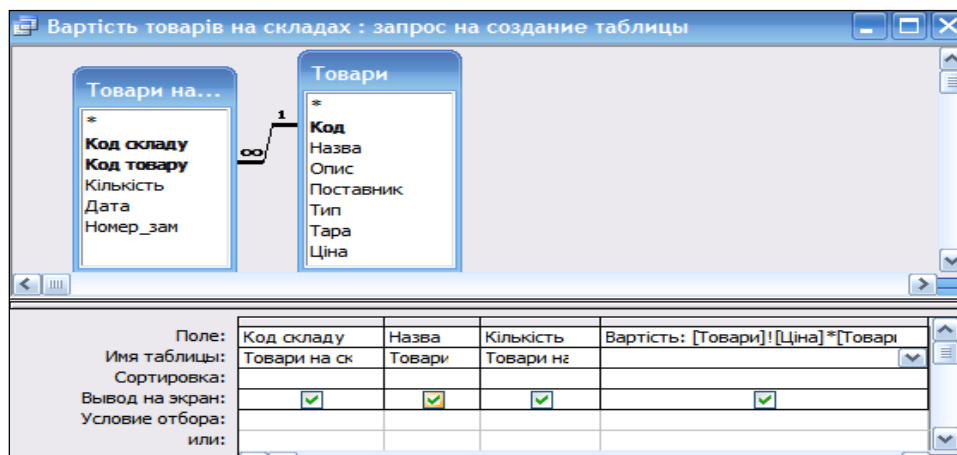 Вартість товарів на складах : запрос на создание таблицы
Товари на...
*
Код складу
Код товару
Кількість
Дата
Номер_зам
∞
1
Товари
*
Код
Назва
Опис
Поставник
Тип
Тара
Ціна
Поле: Код складу Назва Кількість Вартість: [Товари]![Ціна]*[Товарі
Имя таблицы: Товари на ск Товари Товари на
Сортировка:
Вывод на экран:
Условие отбора:
или: